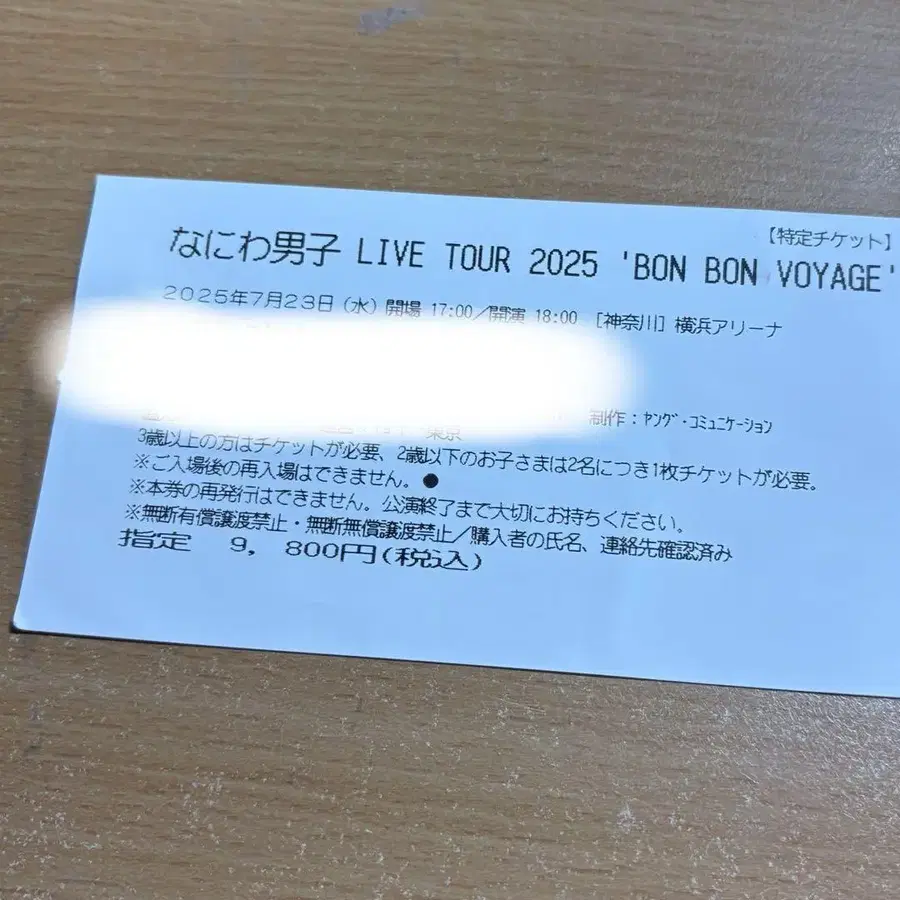 【特定チケット】
なにわ男子 LIVE TOUR 2025 'BON BON VOYAGE'
2025年7月23日(水)開場 17:00/開演 18:00 [神奈川]横浜アリーナ
制作:ヤング・コミュニケーション
東京
3歳以上の方はチケットが必要、2歳以下のお子さまは2名につき1枚チケットが必要。
※ご入場後の再入場はできません。●
※本券の再発行はできません。公演終了まで大切にお持ちください。
※無断有償譲渡禁止・無断無償譲渡禁止/購入者の氏名、連絡先確認済み
指定 9,800円(税込)